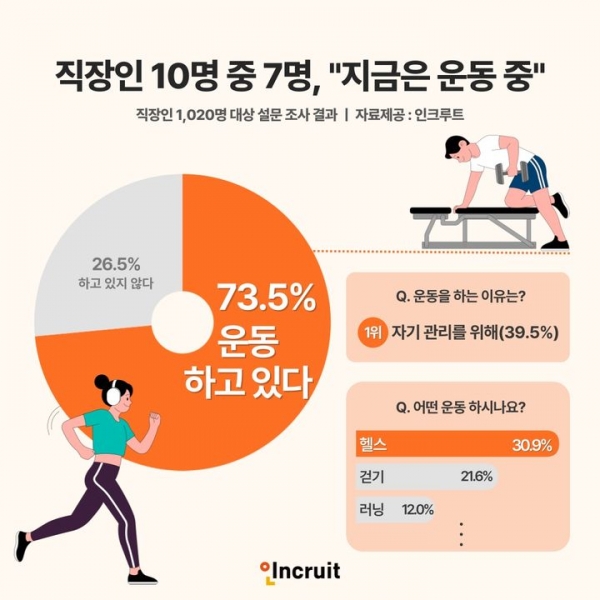 직장인 10명 중 7명, "지금은 운동 중"
직장인 1,020명 대상 설문 조사 결과 | 자료제공 : 인크루트
26.5%
하고 있지 않다
73.5%
운동
하고 있다
Q. 운동을 하는 이유는?
1위 자기 관리를 위해(39.5%)
Q. 어떤 운동 하시나요?
헬스 30.9%
걷기 21.6%
러닝 12.0%
Incruit